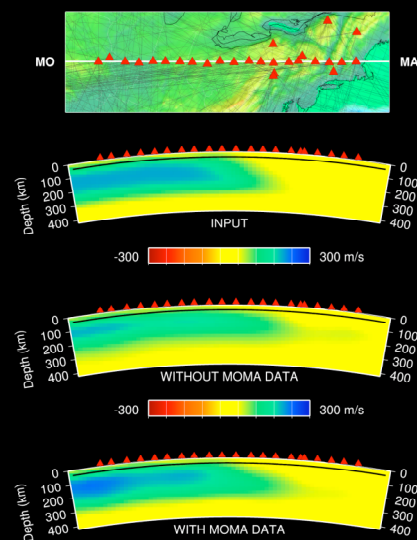 MO MA
0 0
100 100
200 200
300 300
400 400
Depth (km)
INPUT
-300 300 m/s
0 0
100 100
200 200
300 300
400 400
Depth (km)
WITHOUT MOMA DATA
-300 300 m/s
0 0
100 100
200 200
300 300
400 400
Depth (km)
WITH MOMA DATA